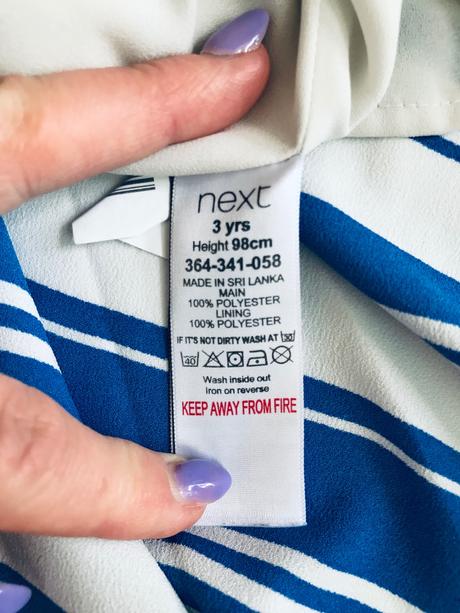 next
3 yrs
Height 98cm
364-341-058
MADE IN SRI LANKA
MAIN
100% POLYESTER
LINING
100% POLYESTER
IF IT'S NOT DIRTY WASH AT 30
40
Wash inside out
Iron on reverse
KEEP AWAY FROM FIRE